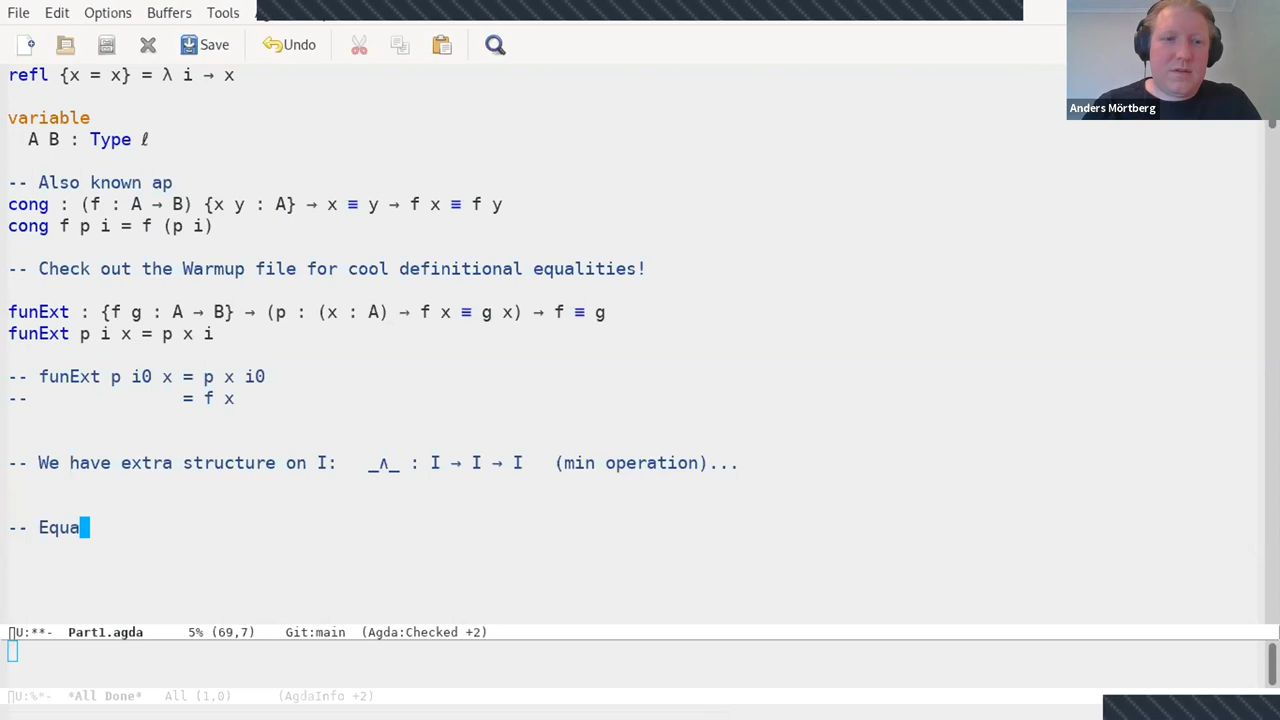 File Edit Options Buffers Tools
Save Undo
Anders Mörtberg
refl {x = x} = λ i → x
variable
A B : Type ℓ
-- Also known ap
cong : (f : A → B) {x y : A} → x ≡ y → f x ≡ f y
cong f p i = f (p i)
-- Check out the Warmup file for cool definitional equalities!
funExt : {f g : A → B} → (p : (x : A) → f x ≡ g x) → f ≡ g
funExt p i x = p x i
-- funExt p i0 x = p x i0
-- = f x
-- We have extra structure on I: _∧_ : I → I → I (min operation)...
-- Equa
U:**- Part1.agda 5% (69,7) Git:main (Agda:Checked +2)
U:%*- *All Done* All (1,0) (AgdaInfo +2)